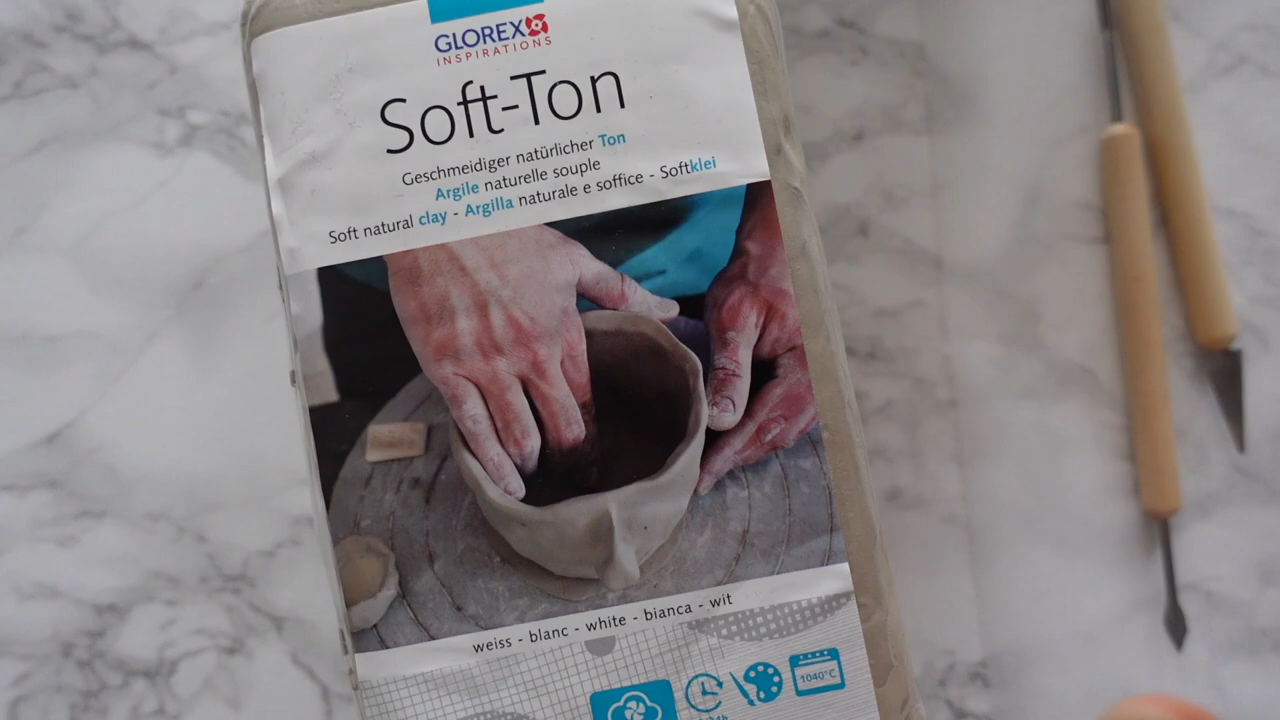 GLOREX
INSPIRATIONS
Soft-Ton
Geschmeidiger natürlicher Ton
Argile naturelle souple
Soft natural clay - Argilla naturale e soffice - Softklei
weiss - blanc - white - bianca - wit
1040°C